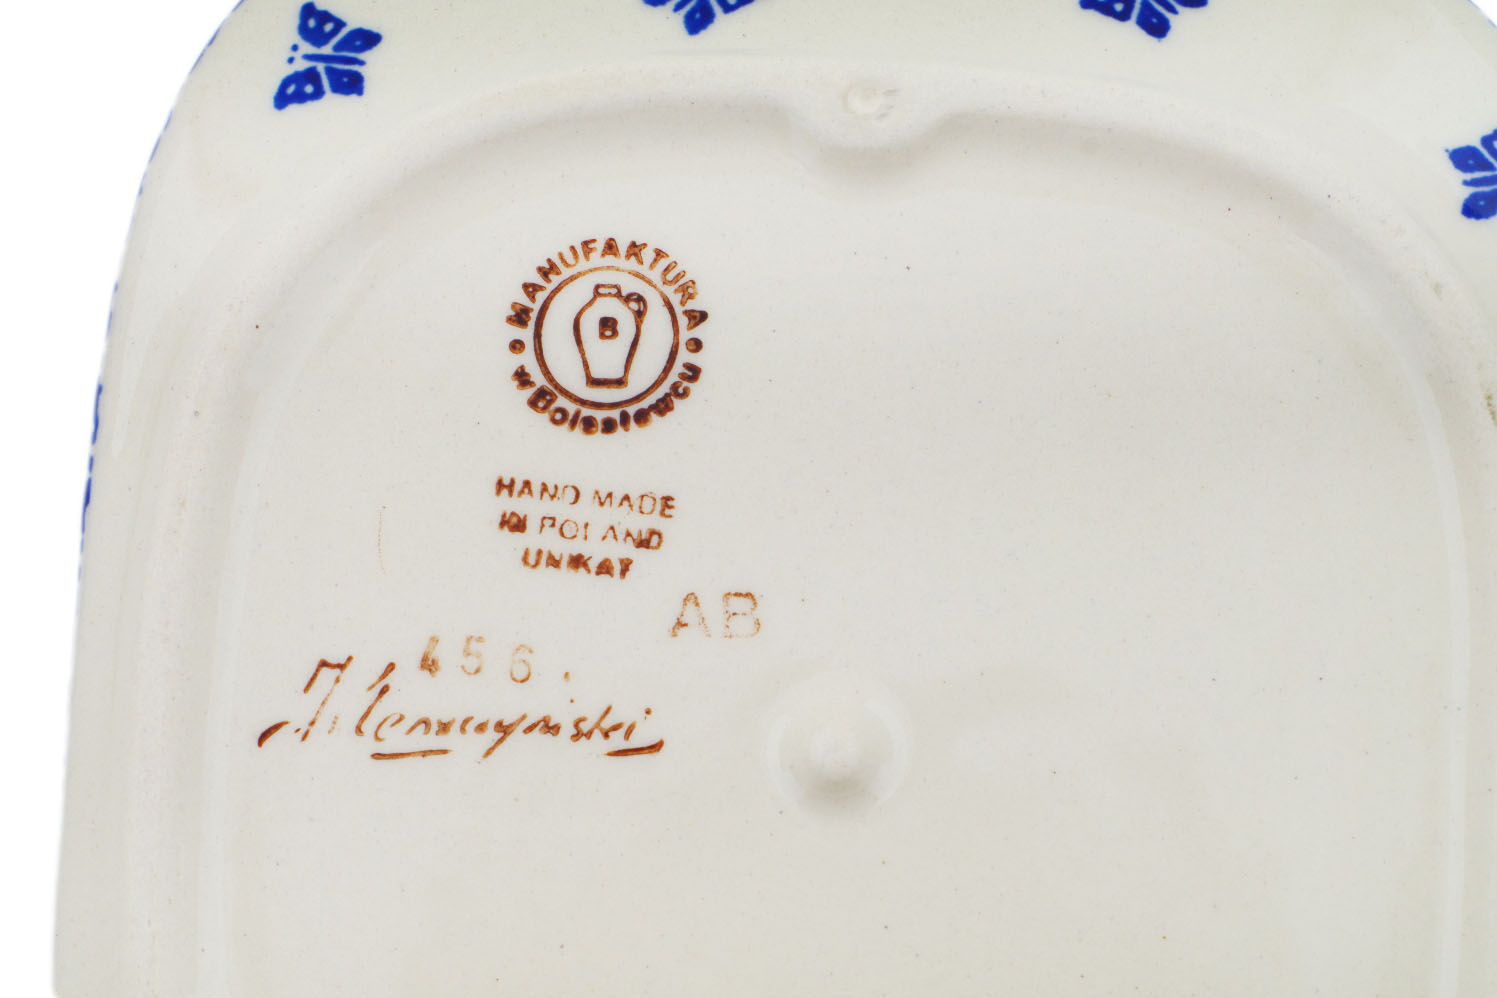 MANUFAKTURA
w Bolesławcu
B
HAND MADE
IN POLAND
UNIKAT
AB
456.